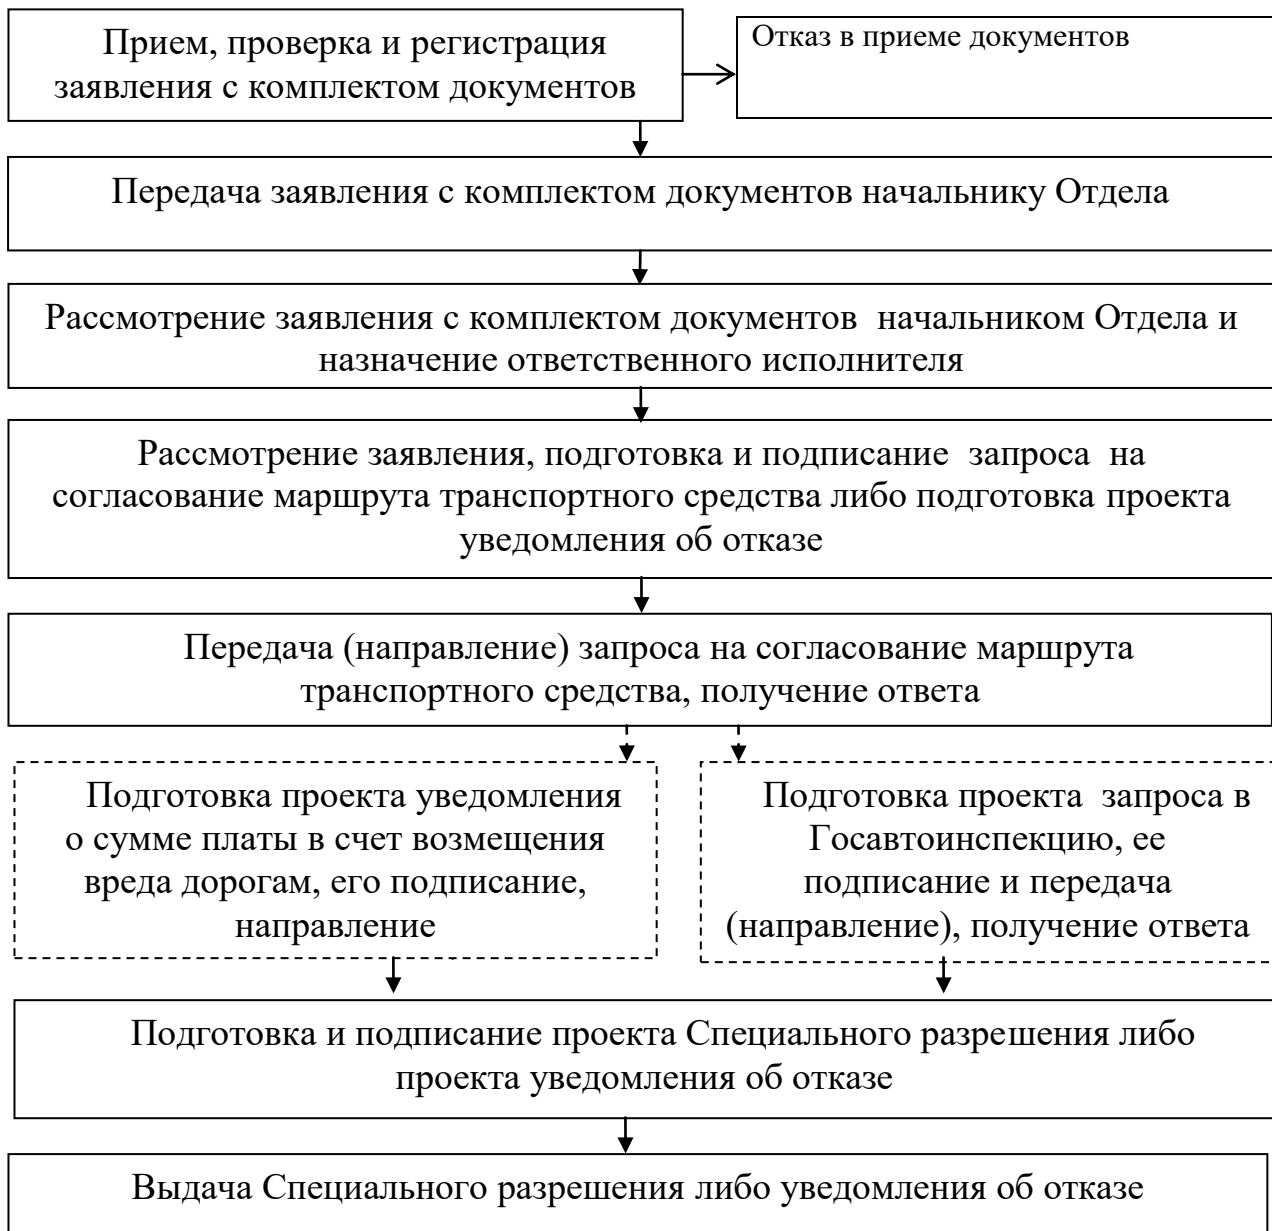 Прием, проверка и регистрация
заявления с комплектом документов
Отказ в приеме документов
Передача заявления с комплектом документов начальнику Отдела
Рассмотрение заявления с комплектом документов начальником Отдела и
назначение ответственного исполнителя
Рассмотрение заявления, подготовка и подписание запроса на
согласование маршрута транспортного средства либо подготовка проекта
уведомления об отказе
Передача (направление) запроса на согласование маршрута
транспортного средства, получение ответа
Подготовка проекта уведомления
о сумме платы в счет возмещения
вреда дорогам, его подписание,
направление
Подготовка проекта запроса в
Госавтоинспекцию, ее
подписание и передача
(направление), получение ответа
Подготовка и подписание проекта Специального разрешения либо
проекта уведомления об отказе
Выдача Специального разрешения либо уведомления об отказе